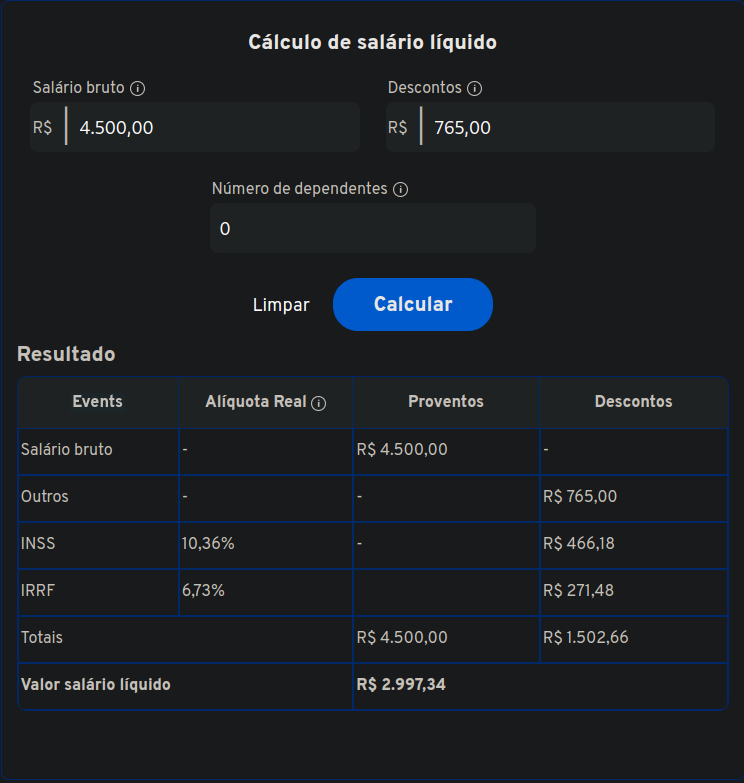 Cálculo de salário líquido
Salário bruto
Descontos
R$ 4.500,00
R$ 765,00
Número de dependentes
0
Limpar
Calcular
Resultado
Events Alíquota Real Proventos Descontos
Salário bruto - R$ 4.500,00 -
Outros - - R$ 765,00
INSS 10,36% - R$ 466,18
IRRF 6,73% R$ 271,48
Totais R$ 4.500,00 R$ 1.502,66
Valor salário líquido R$ 2.997,34